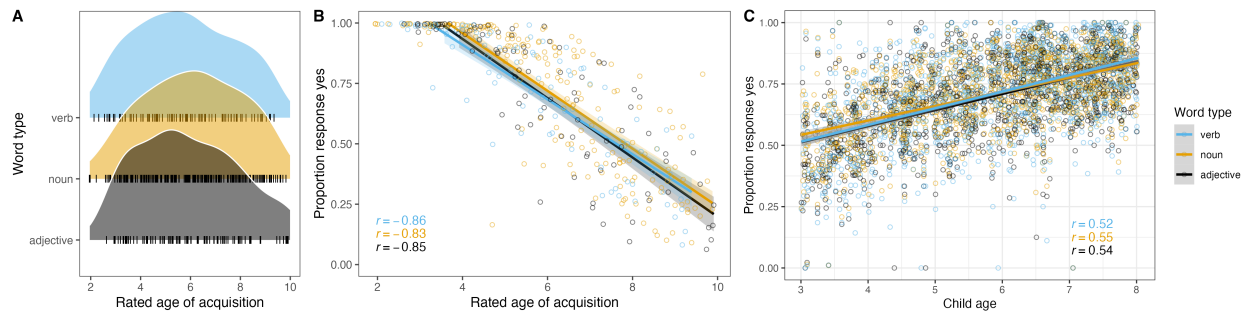 A
Word type
verb
noun
adjective
2
4
6
8
10
Rated age of acquisition
B
Proportion response yes
1.00
0.75
0.50
0.25
0.00
r = −0.86
r = −0.83
r = −0.85
2
4
6
8
10
Rated age of acquisition
C
Proportion response yes
1.00
0.75
0.50
0.25
0.00
r = 0.52
r = 0.55
r = 0.54
3
4
5
6
7
8
Child age
Word type
verb
noun
adjective